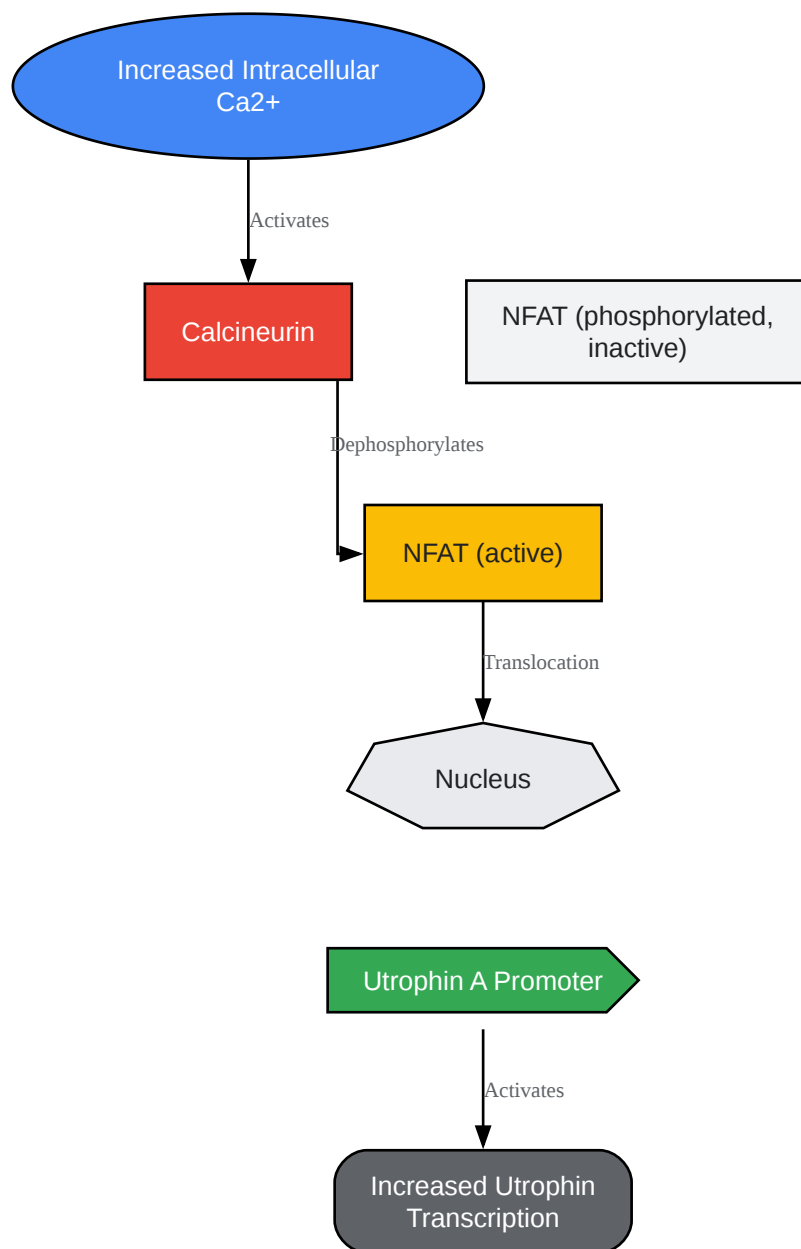 Increased Intracellular
Ca2+
Activates
Calcineurin
NFAT (phosphorylated,
inactive)
Dephosphorylates
NFAT (active)
Translocation
Nucleus
Utrophin A Promoter
Activates
Increased Utrophin
Transcription